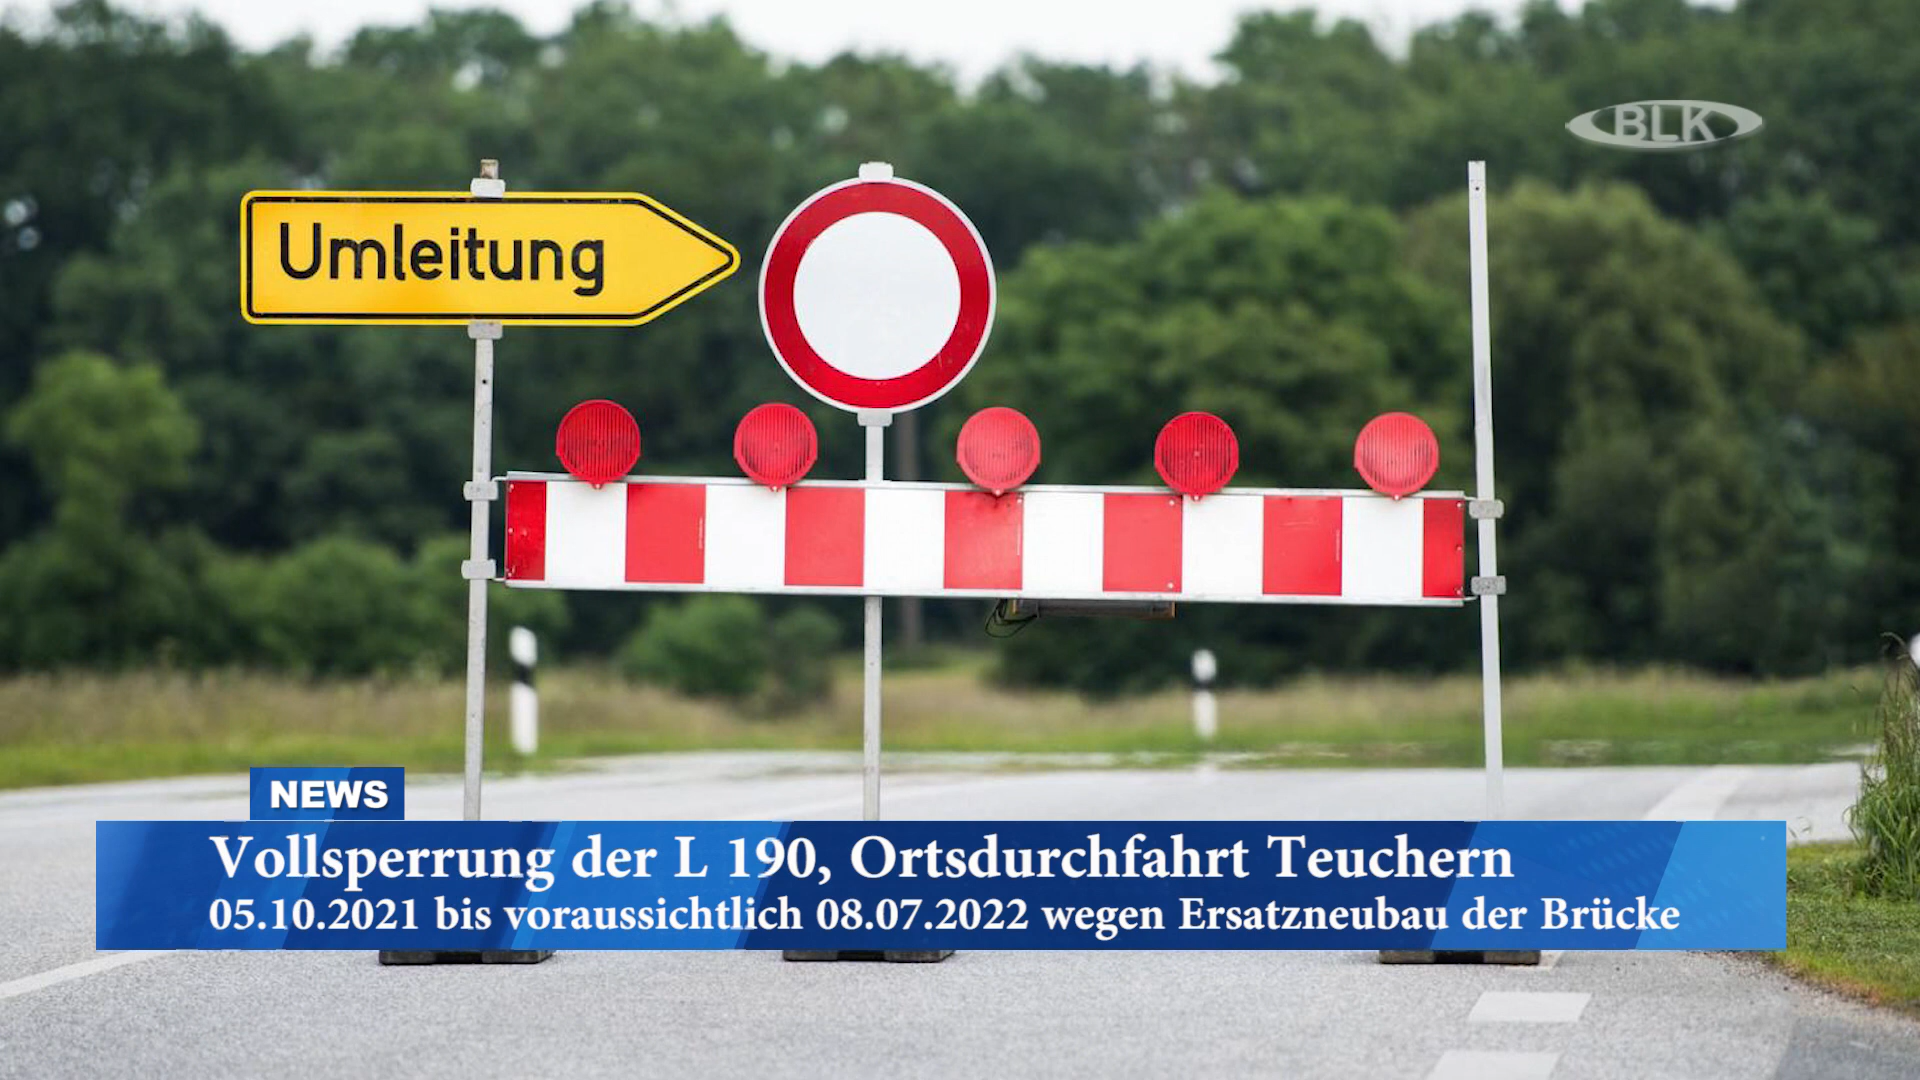 BLK
Umleitung
NEWS
Vollsperrung der L 190, Ortsdurchfahrt Teuchern
05.10.2021 bis voraussichtlich 08.07.2022 wegen Ersatzneubau der Brücke